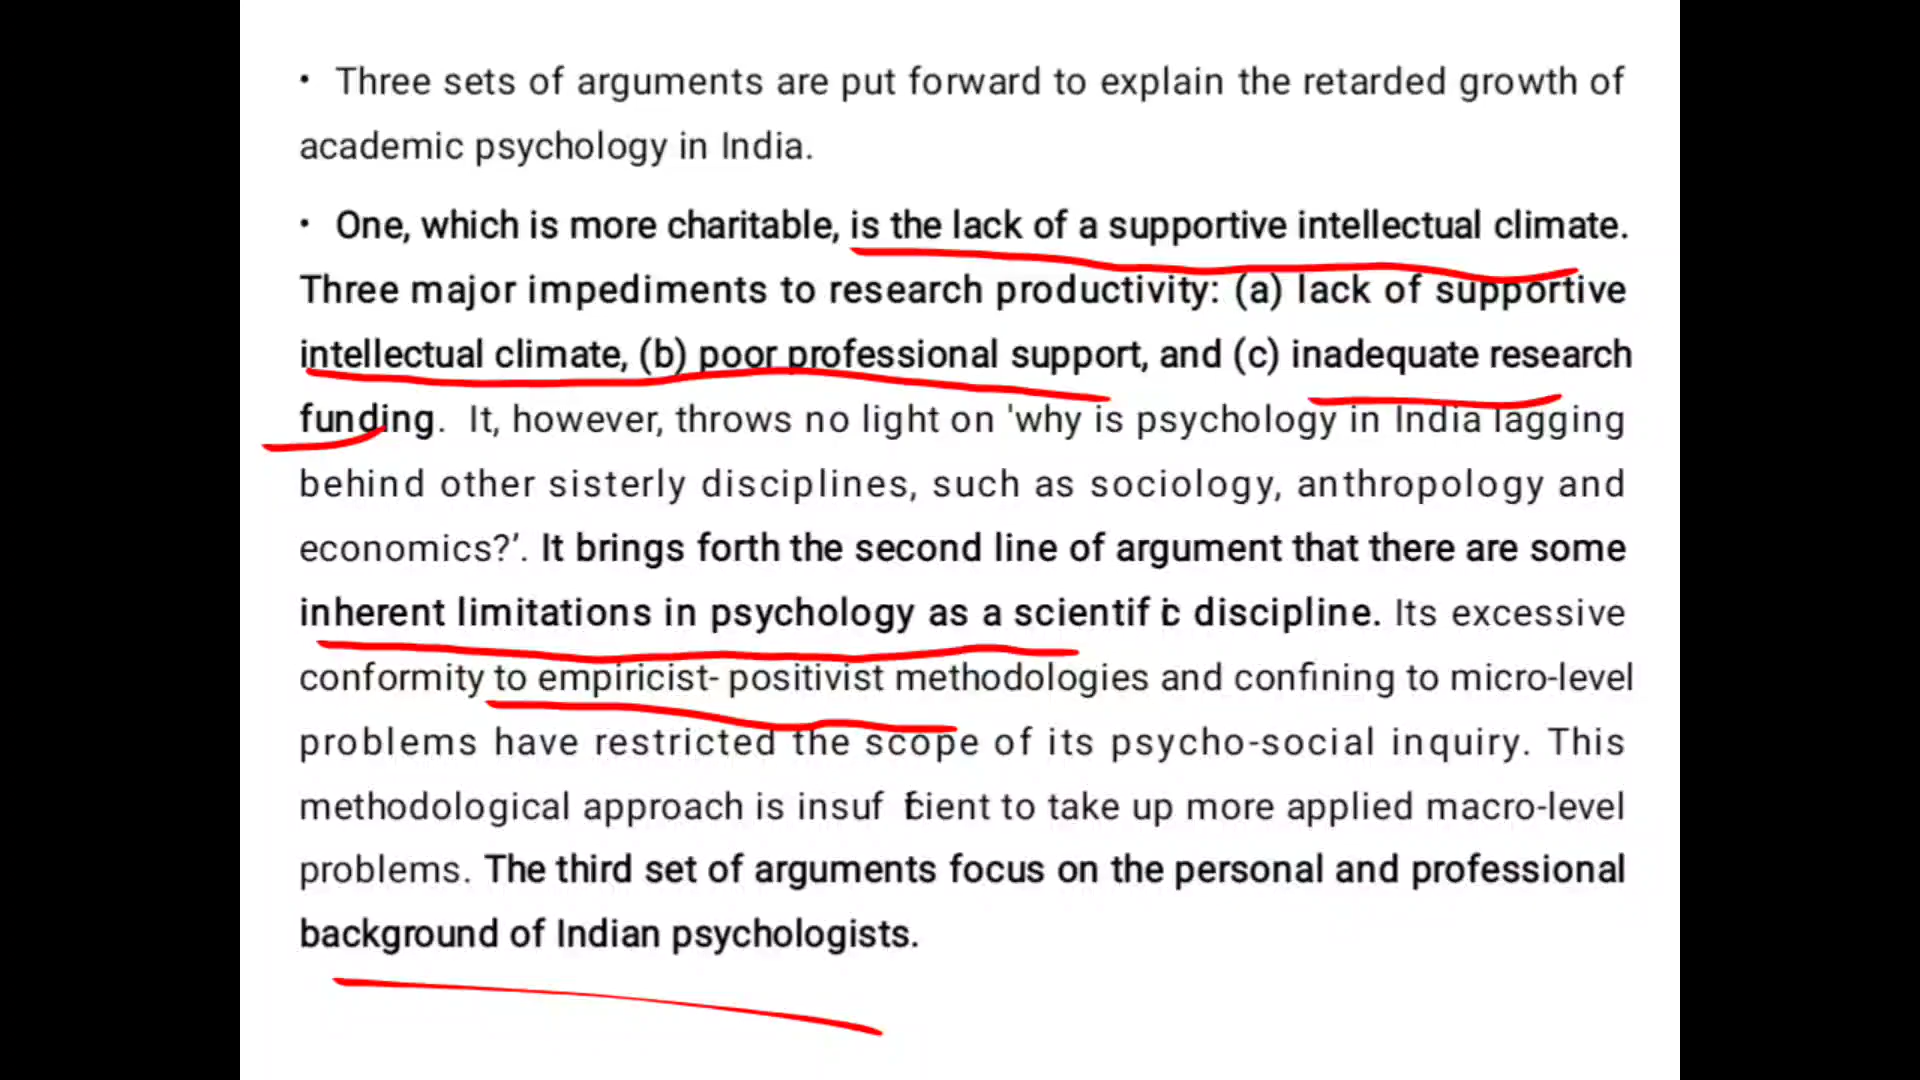 • Three sets of arguments are put forward to explain the retarded growth of
academic psychology in India.
• One, which is more charitable, is the lack of a supportive intellectual climate.
Three major impediments to research productivity: (a) lack of supportive
intellectual climate, (b) poor professional support, and (c) inadequate research
funding. It, however, throws no light on 'why is psychology in India lagging
behind other sisterly disciplines, such as sociology, anthropology and
economics?’. It brings forth the second line of argument that there are some
inherent limitations in psychology as a scientific discipline. Its excessive
conformity to empiricist- positivist methodologies and confining to micro-level
problems have restricted the scope of its psycho-social inquiry. This
methodological approach is insufficient to take up more applied macro-level
problems. The third set of arguments focus on the personal and professional
background of Indian psychologists.